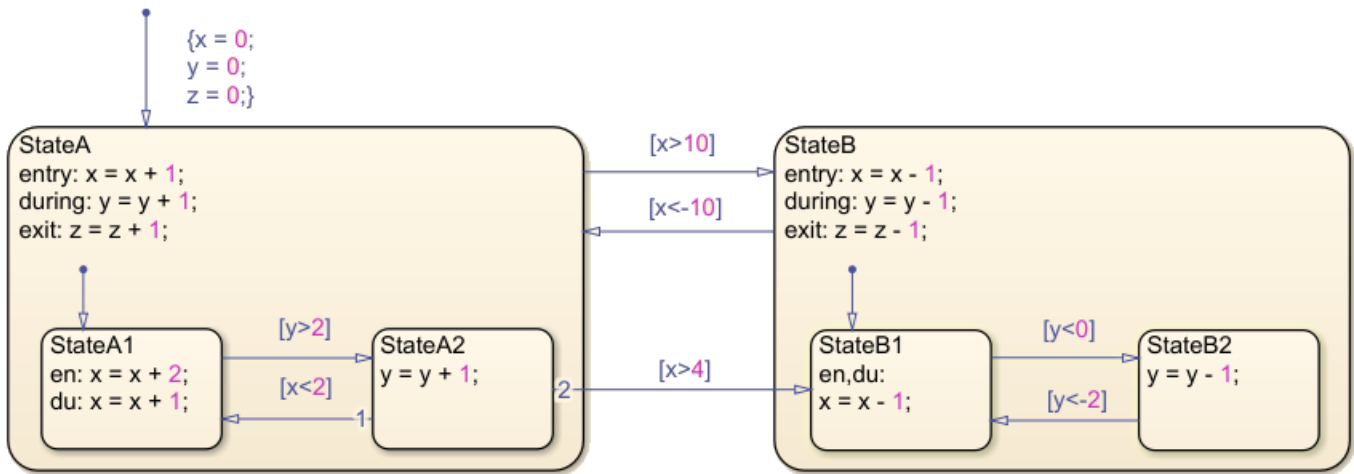 {x = 0;
y = 0;
z = 0;}
StateA
entry: x = x + 1;
during: y = y + 1;
exit: z = z + 1;
[x>10]
[x<-10]
StateB
entry: x = x - 1;
during: y = y - 1;
exit: z = z - 1;
StateA1
en: x = x + 2;
du: x = x + 1;
[y>2]
[x<2]
1
StateA2
y = y + 1;
2
[x>4]
StateB1
en,du:
x = x - 1;
[y<0]
[y<-2]
StateB2
y = y - 1;